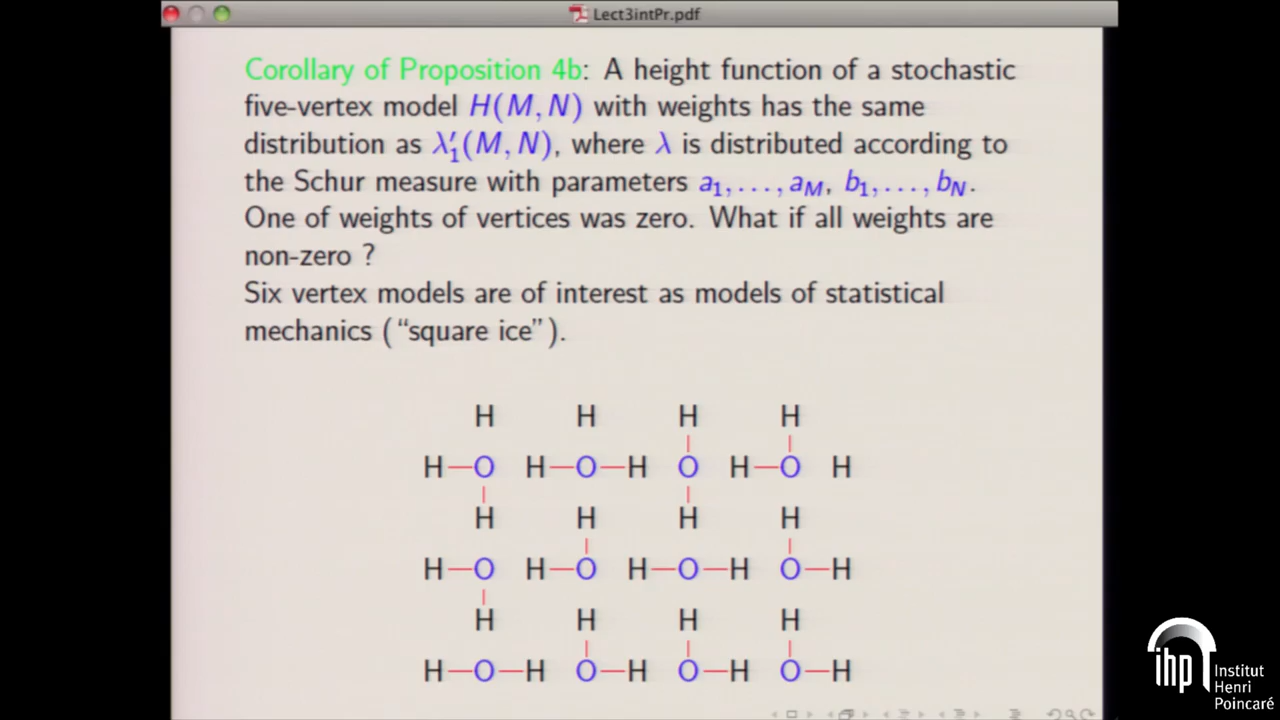 Lect3intPr.pdf
Corollary of Proposition 4b: A height function of a stochastic
five-vertex model H(M, N) with weights has the same
distribution as λ′₁(M, N), where λ is distributed according to
the Schur measure with parameters a₁, . . . , a_M, b₁, . . . , b_N.
One of weights of vertices was zero. What if all weights are
non-zero ?
Six vertex models are of interest as models of statistical
mechanics (“square ice”).
H H H H
H—O H—O—H O H—O H
H H H H
H—O H—O H—O—H O—H
H H H H
H—O—H O—H O—H O—H
ihp Institut
Henri
Poincaré